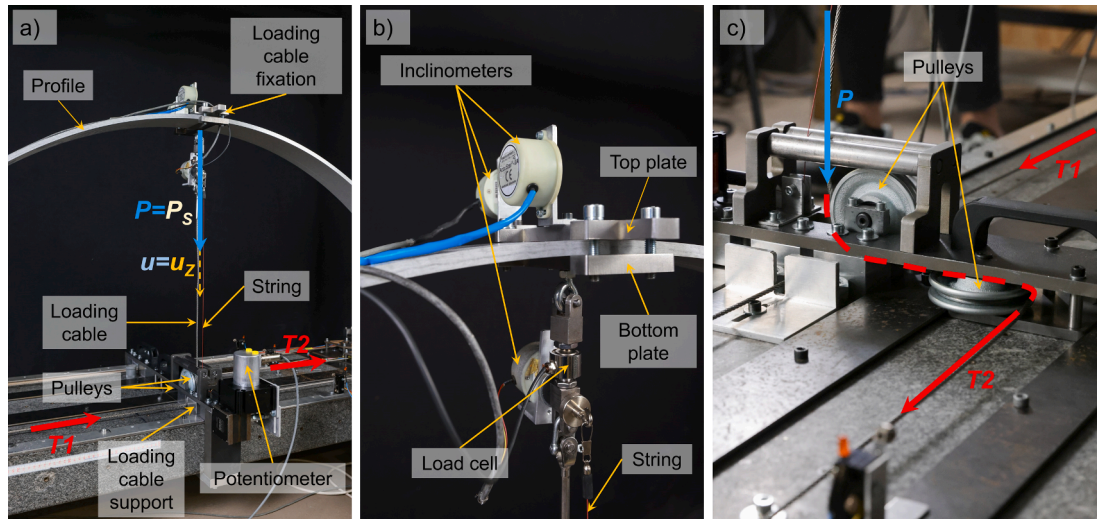 a)
Loading
cable
fixation
Profile
P=PS
u=uZ
String
Loading
cable
T2
Pulleys
T1
Loading
cable
support
Potentiometer
b)
Inclinometers
CE
Top plate
Bottom
plate
Load cell
String
c)
P
Pulleys
T1
T2